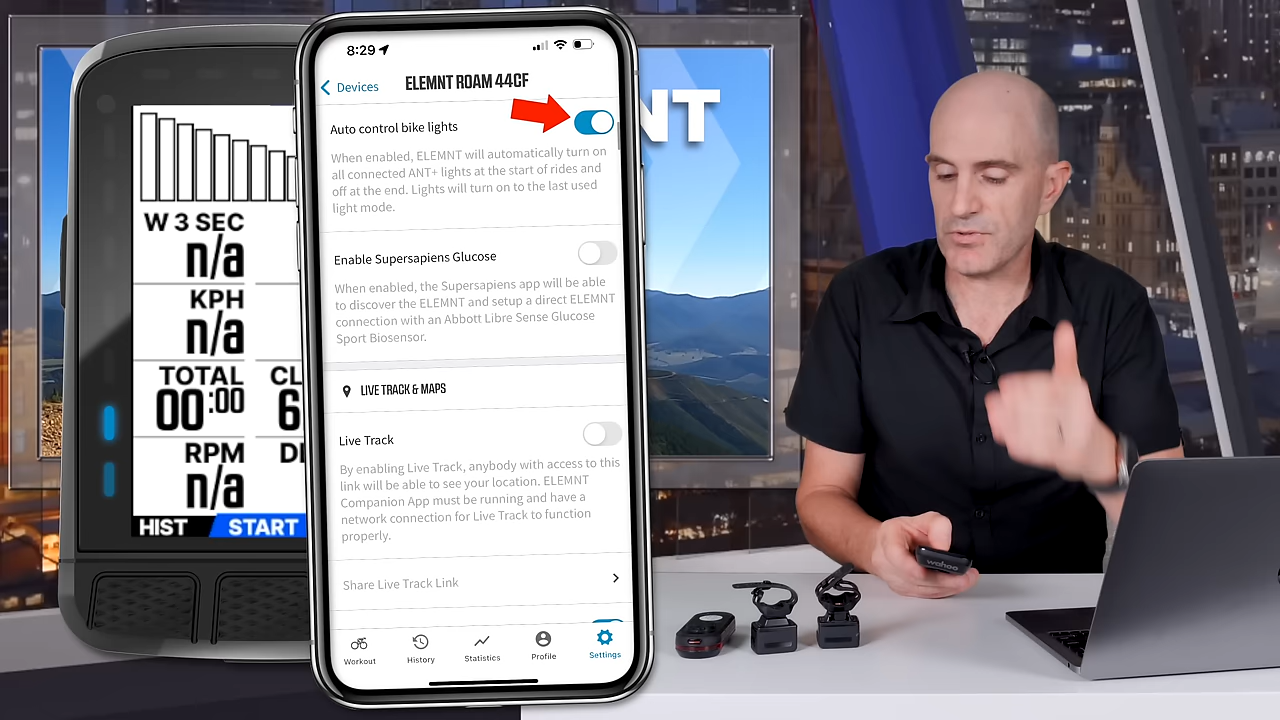 8:29
Devices
ELEMNT ROAM 44CF
Auto control bike lights
When enabled, ELEMNT will automatically turn on
all connected ANT+ lights at the start of rides and
off at the end. Lights will turn on to the last used
light mode.
Enable Supersapiens Glucose
When enabled, the Supersapiens app will be able
to discover the ELEMNT and setup a direct ELEMNT
connection with an Abbott Libre Sense Glucose
Sport Biosensor.
LIVE TRACK & MAPS
Live Track
By enabling Live Track, anybody with access to this
link will be able to see your location. ELEMNT
Companion App must be running and have a
network connection for Live Track to function
properly.
Share Live Track Link
Workout
History
Statistics
Profile
Settings
W 3 SEC
n/a
KPH
n/a
TOTAL
CL
00:00
6
RPM
DI
n/a
HIST
START
NT
wahoo